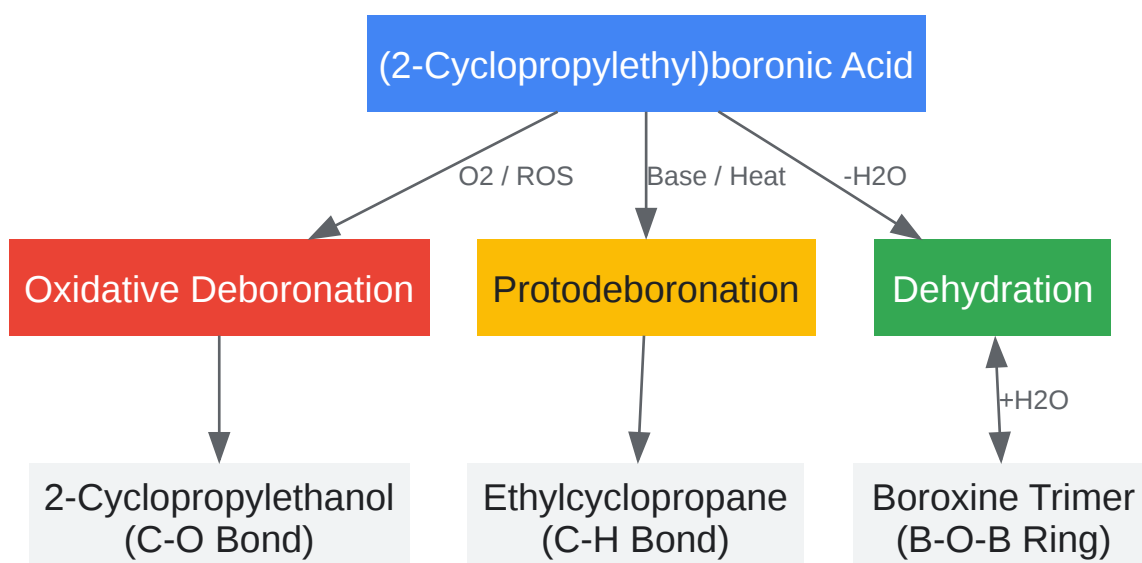 (2-Cyclopropylethyl)boronic Acid
O2 / ROS
Base / Heat
-H2O
Oxidative Deboronation
Protodeboronation
Dehydration
+H2O
2-Cyclopropylethanol
(C-O Bond)
Ethylcyclopropane
(C-H Bond)
Boroxine Trimer
(B-O-B Ring)